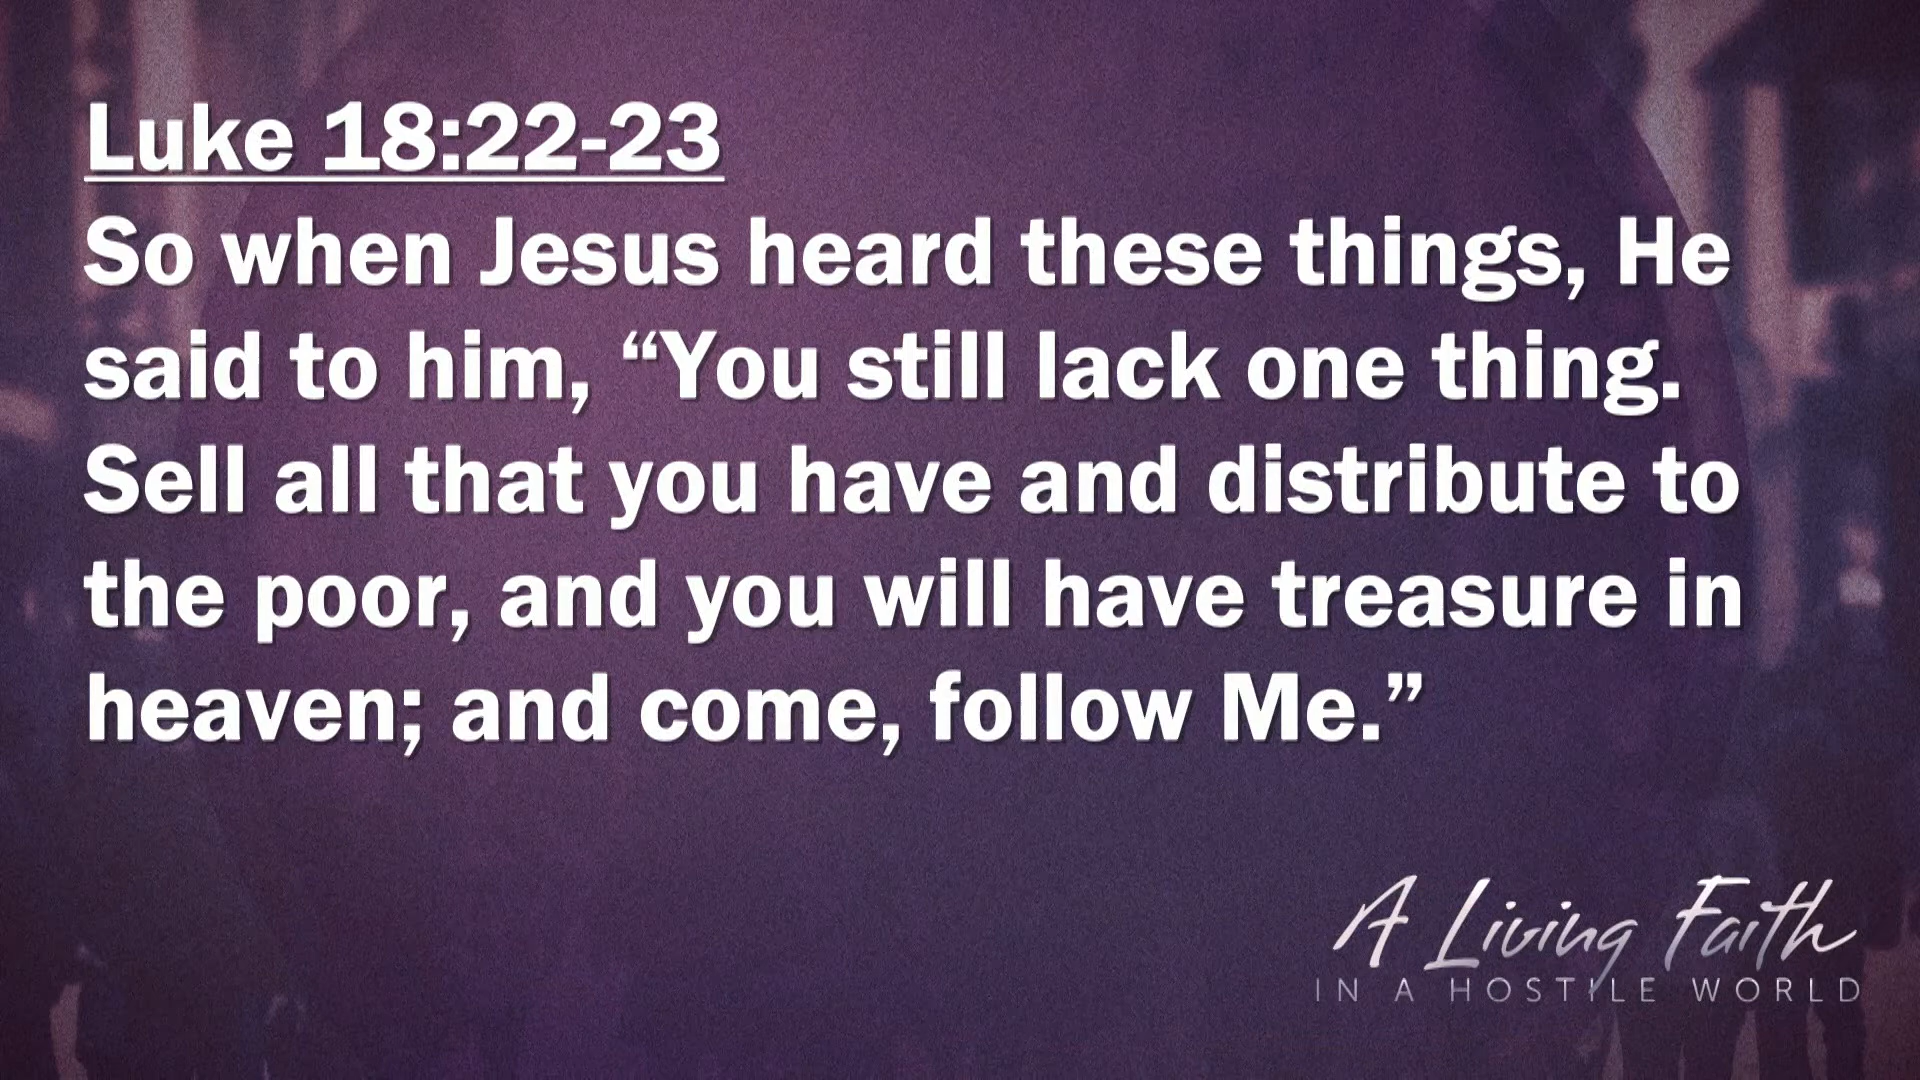 Luke 18:22-23
So when Jesus heard these things, He
said to him, “You still lack one thing.
Sell all that you have and distribute to
the poor, and you will have treasure in
heaven; and come, follow Me.”
A Living Faith
IN A HOSTILE WORLD